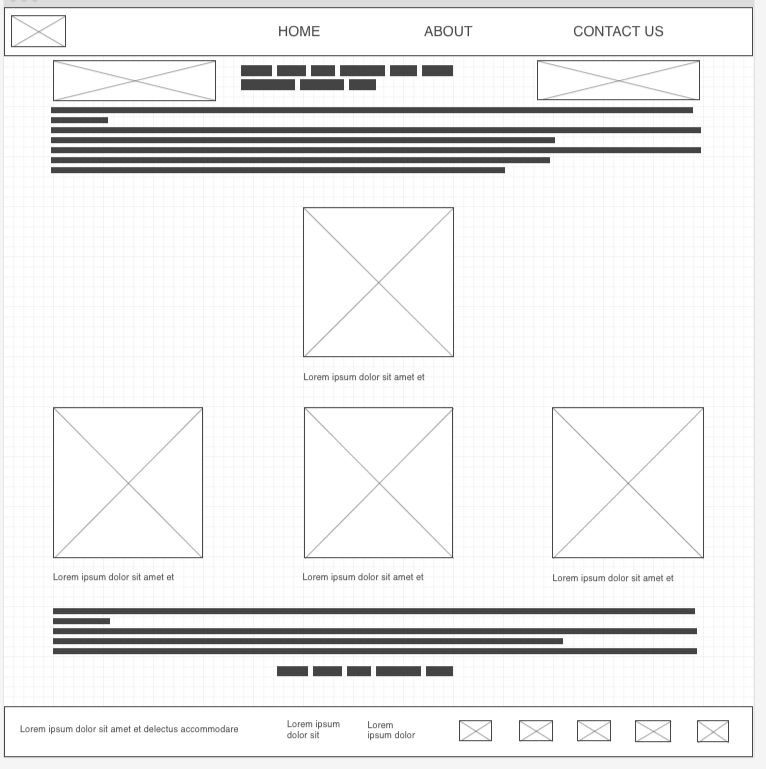 HOME ABOUT CONTACT US
Lorem ipsum dolor sit amet et
Lorem ipsum dolor sit amet et
Lorem ipsum dolor sit amet et
Lorem ipsum dolor sit amet et
Lorem ipsum dolor sit amet et delectus accommodare
Lorem ipsum
dolor sit
Lorem
ipsum dolor